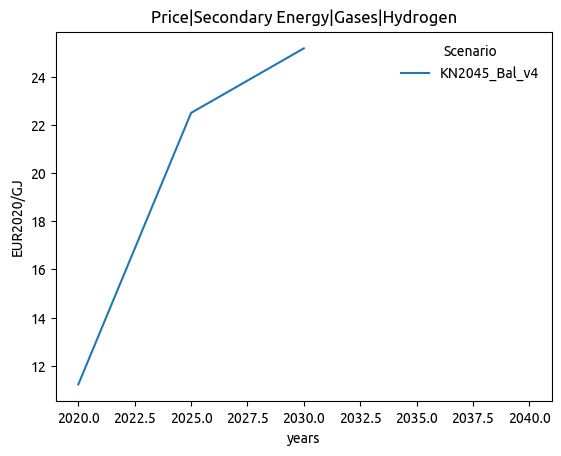 Price|Secondary Energy|Gases|Hydrogen
Scenario
KN2045_Bal_v4
EUR2020/GJ
24
22
20
18
16
14
12
2020.0 2022.5 2025.0 2027.5 2030.0 2032.5 2035.0 2037.5 2040.0
years